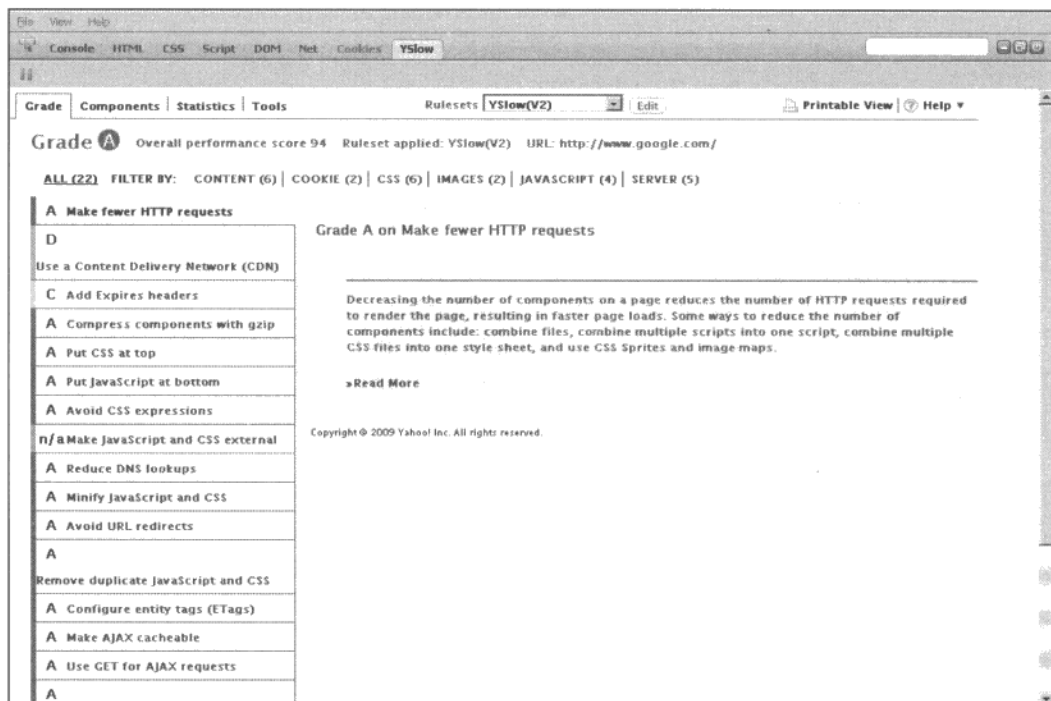 File View Help
Console HTML CSS Script DOM Net Cookies YSlow
Grade Components Statistics Tools Rulesets YSlow(V2) Edit Printable View ? Help ▼
Grade A Overall performance score 94 Ruleset applied: YSlow(V2) URL: http://www.google.com/
ALL (22) FILTER BY: CONTENT (6) | COOKIE (2) | CSS (6) | IMAGES (2) | JAVASCRIPT (4) | SERVER (5)
A Make fewer HTTP requests
D
Use a Content Delivery Network (CDN)
C Add Expires headers
A Compress components with gzip
A Put CSS at top
A Put JavaScript at bottom
A Avoid CSS expressions
n/a Make JavaScript and CSS external
A Reduce DNS lookups
A Minify JavaScript and CSS
A Avoid URL redirects
A
Remove duplicate JavaScript and CSS
A Configure entity tags (ETags)
A Make AJAX cacheable
A Use GET for AJAX requests
A
Grade A on Make fewer HTTP requests
Decreasing the number of components on a page reduces the number of HTTP requests required
to render the page, resulting in faster page loads. Some ways to reduce the number of
components include: combine files, combine multiple scripts into one script, combine multiple
CSS files into one style sheet, and use CSS Sprites and image maps.
»Read More
Copyright © 2009 Yahoo! Inc. All rights reserved.